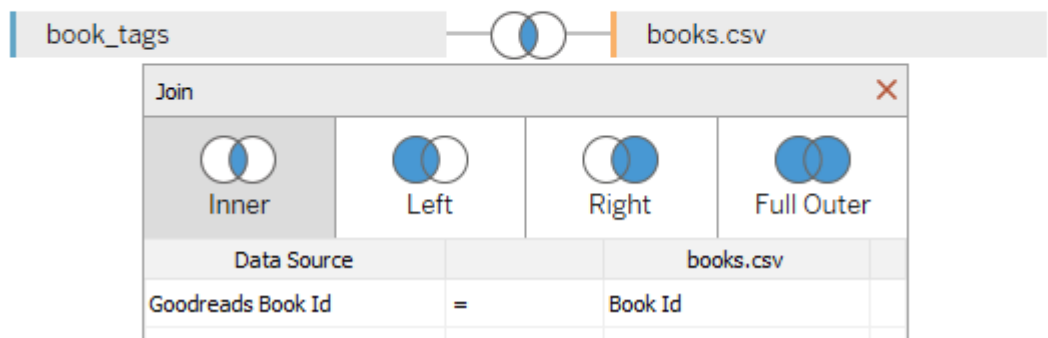 book_tags books.csv
Join
Inner Left Right Full Outer
Data Source books.csv
Goodreads Book Id = Book Id